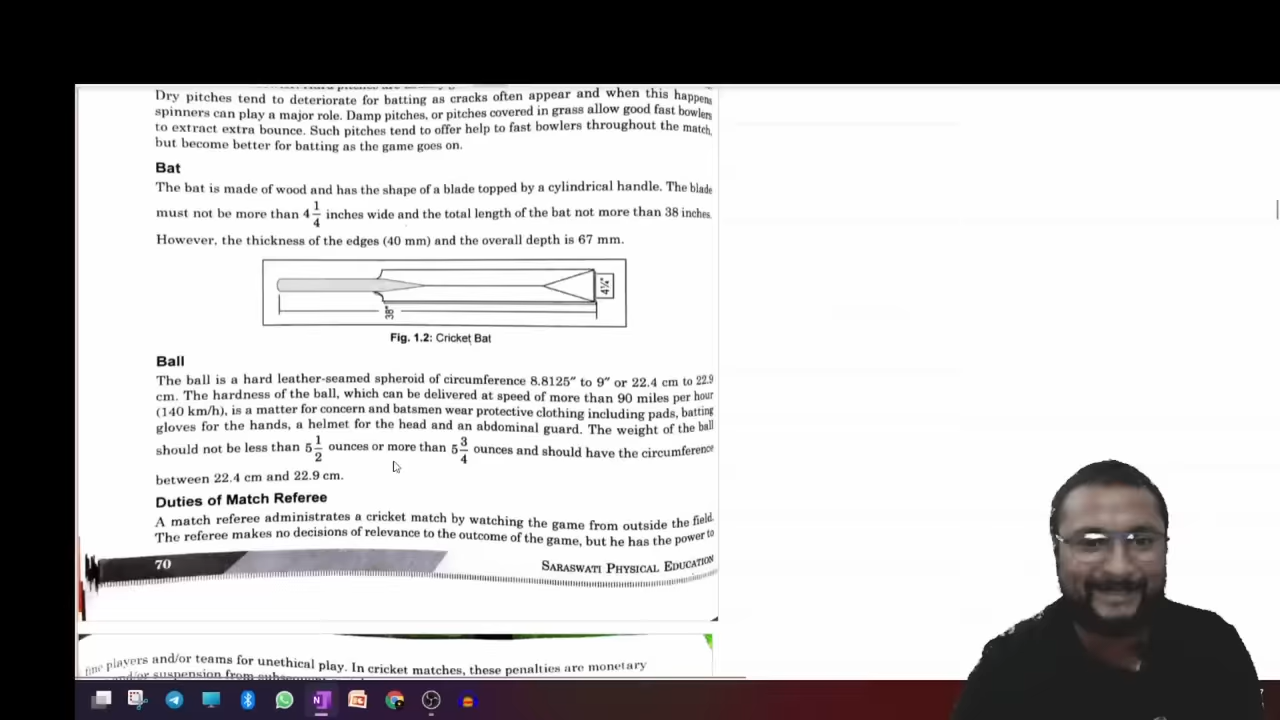 Dry pitches tend to deteriorate for batting as cracks often appear and when this happens
spinners can play a major role. Damp pitches, or pitches covered in grass allow good fast bowlers
to extract extra bounce. Such pitches tend to offer help to fast bowlers throughout the match,
but become better for batting as the game goes on.
Bat
The bat is made of wood and has the shape of a blade topped by a cylindrical handle. The blade
must not be more than 4 1/4 inches wide and the total length of the bat not more than 38 inches.
However, the thickness of the edges (40 mm) and the overall depth is 67 mm.
4¼"
38"
Fig. 1.2: Cricket Bat
Ball
The ball is a hard leather-seamed spheroid of circumference 8.8125" to 9" or 22.4 cm to 22.9
cm. The hardness of the ball, which can be delivered at speed of more than 90 miles per hour
(140 km/h), is a matter for concern and batsmen wear protective clothing including pads, batting
gloves for the hands, a helmet for the head and an abdominal guard. The weight of the ball
should not be less than 5 1/2 ounces or more than 5 3/4 ounces and should have the circumference
between 22.4 cm and 22.9 cm.
Duties of Match Referee
A match referee administrates a cricket match by watching the game from outside the field.
The referee makes no decisions of relevance to the outcome of the game, but he has the power to
70
SARASWATI PHYSICAL EDUCATION
fine players and/or teams for unethical play. In cricket matches, these penalties are monetary
and/or suspension from